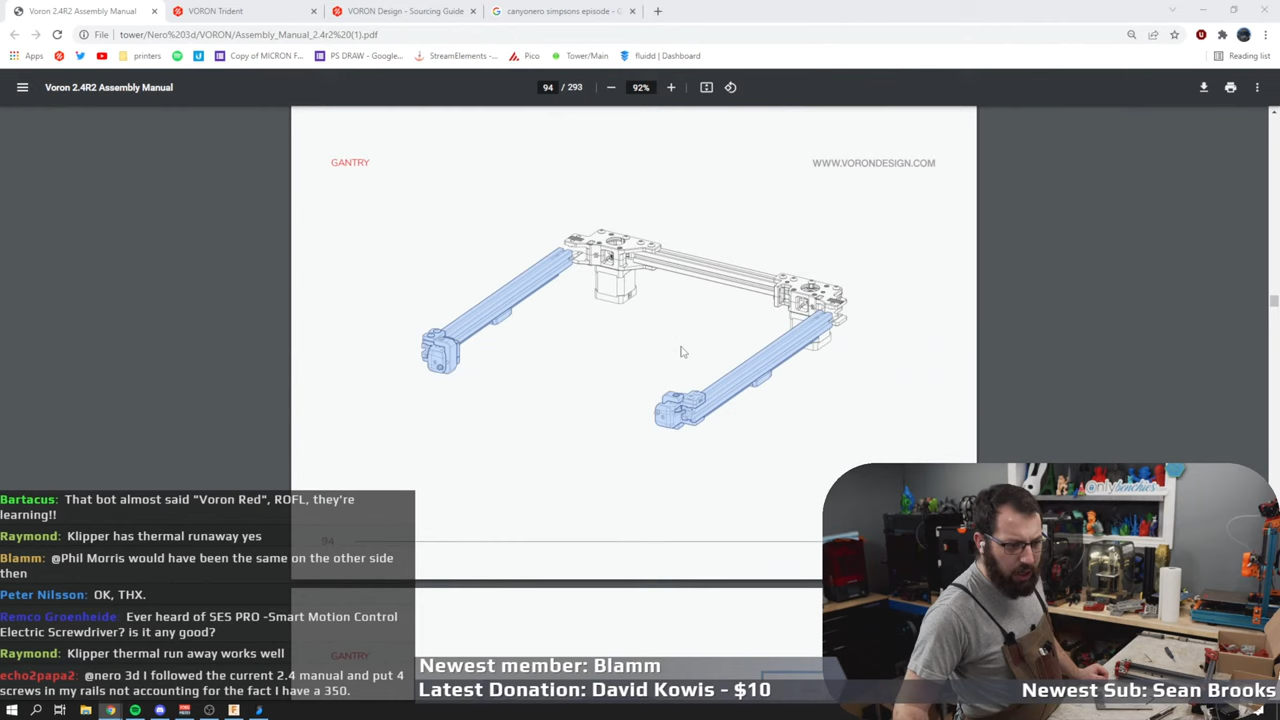 Voron 2.4R2 Assembly Manual
VORON Trident
VORON Design - Sourcing Guide
canyonero simpsons episode - G
File
tower/Nero%203d/VORON/Assembly_Manual_2.4r2%20(1).pdf
Apps
printers
Copy of MICRON F...
PS DRAW - Google...
StreamElements -...
Pico
Tower/Main
fluidd | Dashboard
Reading list
Voron 2.4R2 Assembly Manual
94 / 293
92%
GANTRY
WWW.VORONDESIGN.COM
94
GANTRY
Bartacus: That bot almost said "Voron Red", ROFL, they're
learning!!
Raymond: Klipper has thermal runaway yes
Blamm: @Phil Morris would have been the same on the other side
then
Peter Nilsson: OK, THX.
Remco Groenheide: Ever heard of SES PRO -Smart Motion Control
Electric Screwdriver? is it any good?
Raymond: Klipper thermal run away works well
echo2papa2: @nero 3d I followed the current 2.4 manual and put 4
screws in my rails not accounting for the fact I have a 350.
@onlybenchies
Newest member: Blamm
Latest Donation: David Kowis - $10
Newest Sub: Sean Brooks